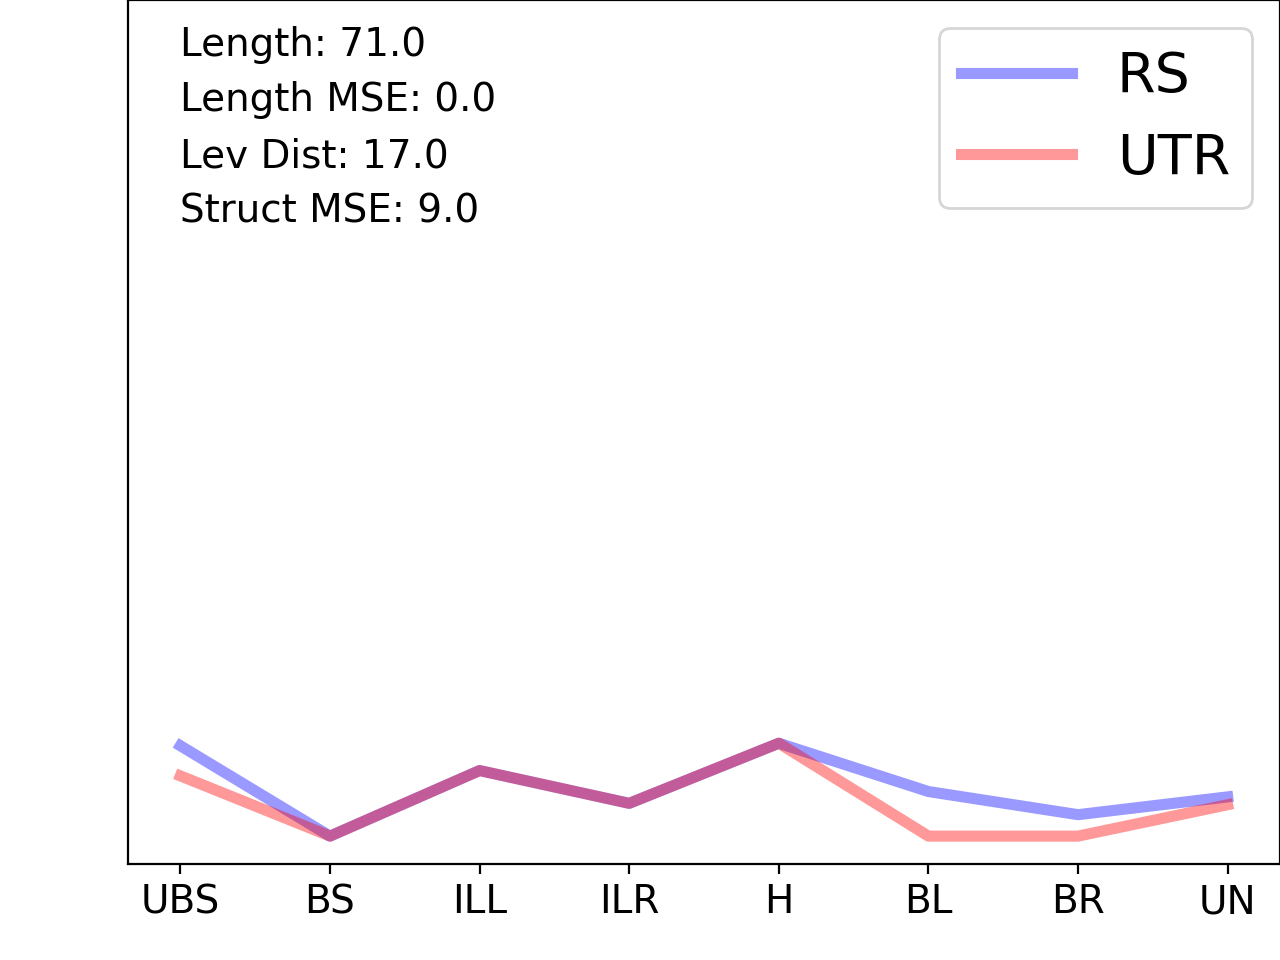 Length: 71.0
Length MSE: 0.0
Lev Dist: 17.0
Struct MSE: 9.0
RS
UTR
UBS BS ILL ILR H BL BR UN